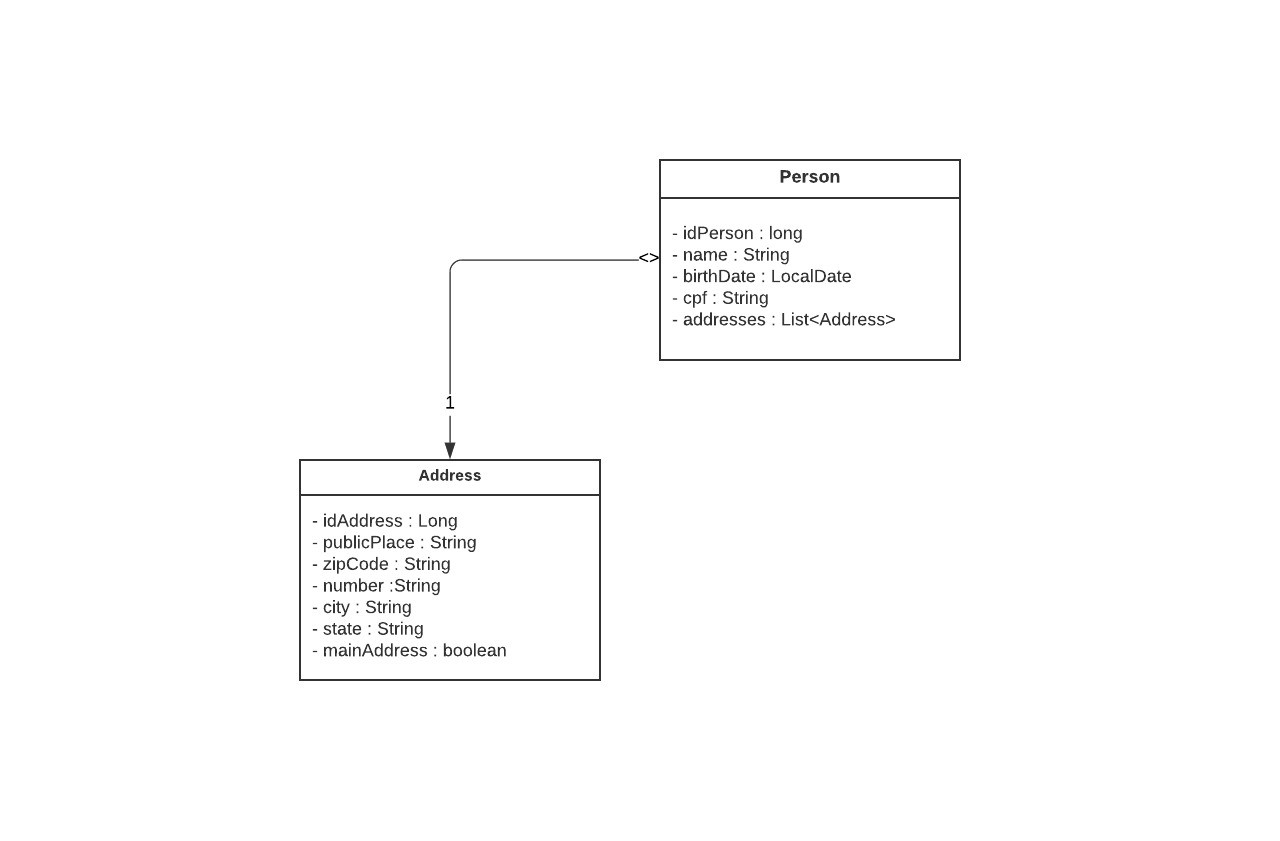 Person
- idPerson : long
- name : String
- birthDate : LocalDate
- cpf : String
- addresses : List<Address>
<>
1
Address
- idAddress : Long
- publicPlace : String
- zipCode : String
- number :String
- city : String
- state : String
- mainAddress : boolean